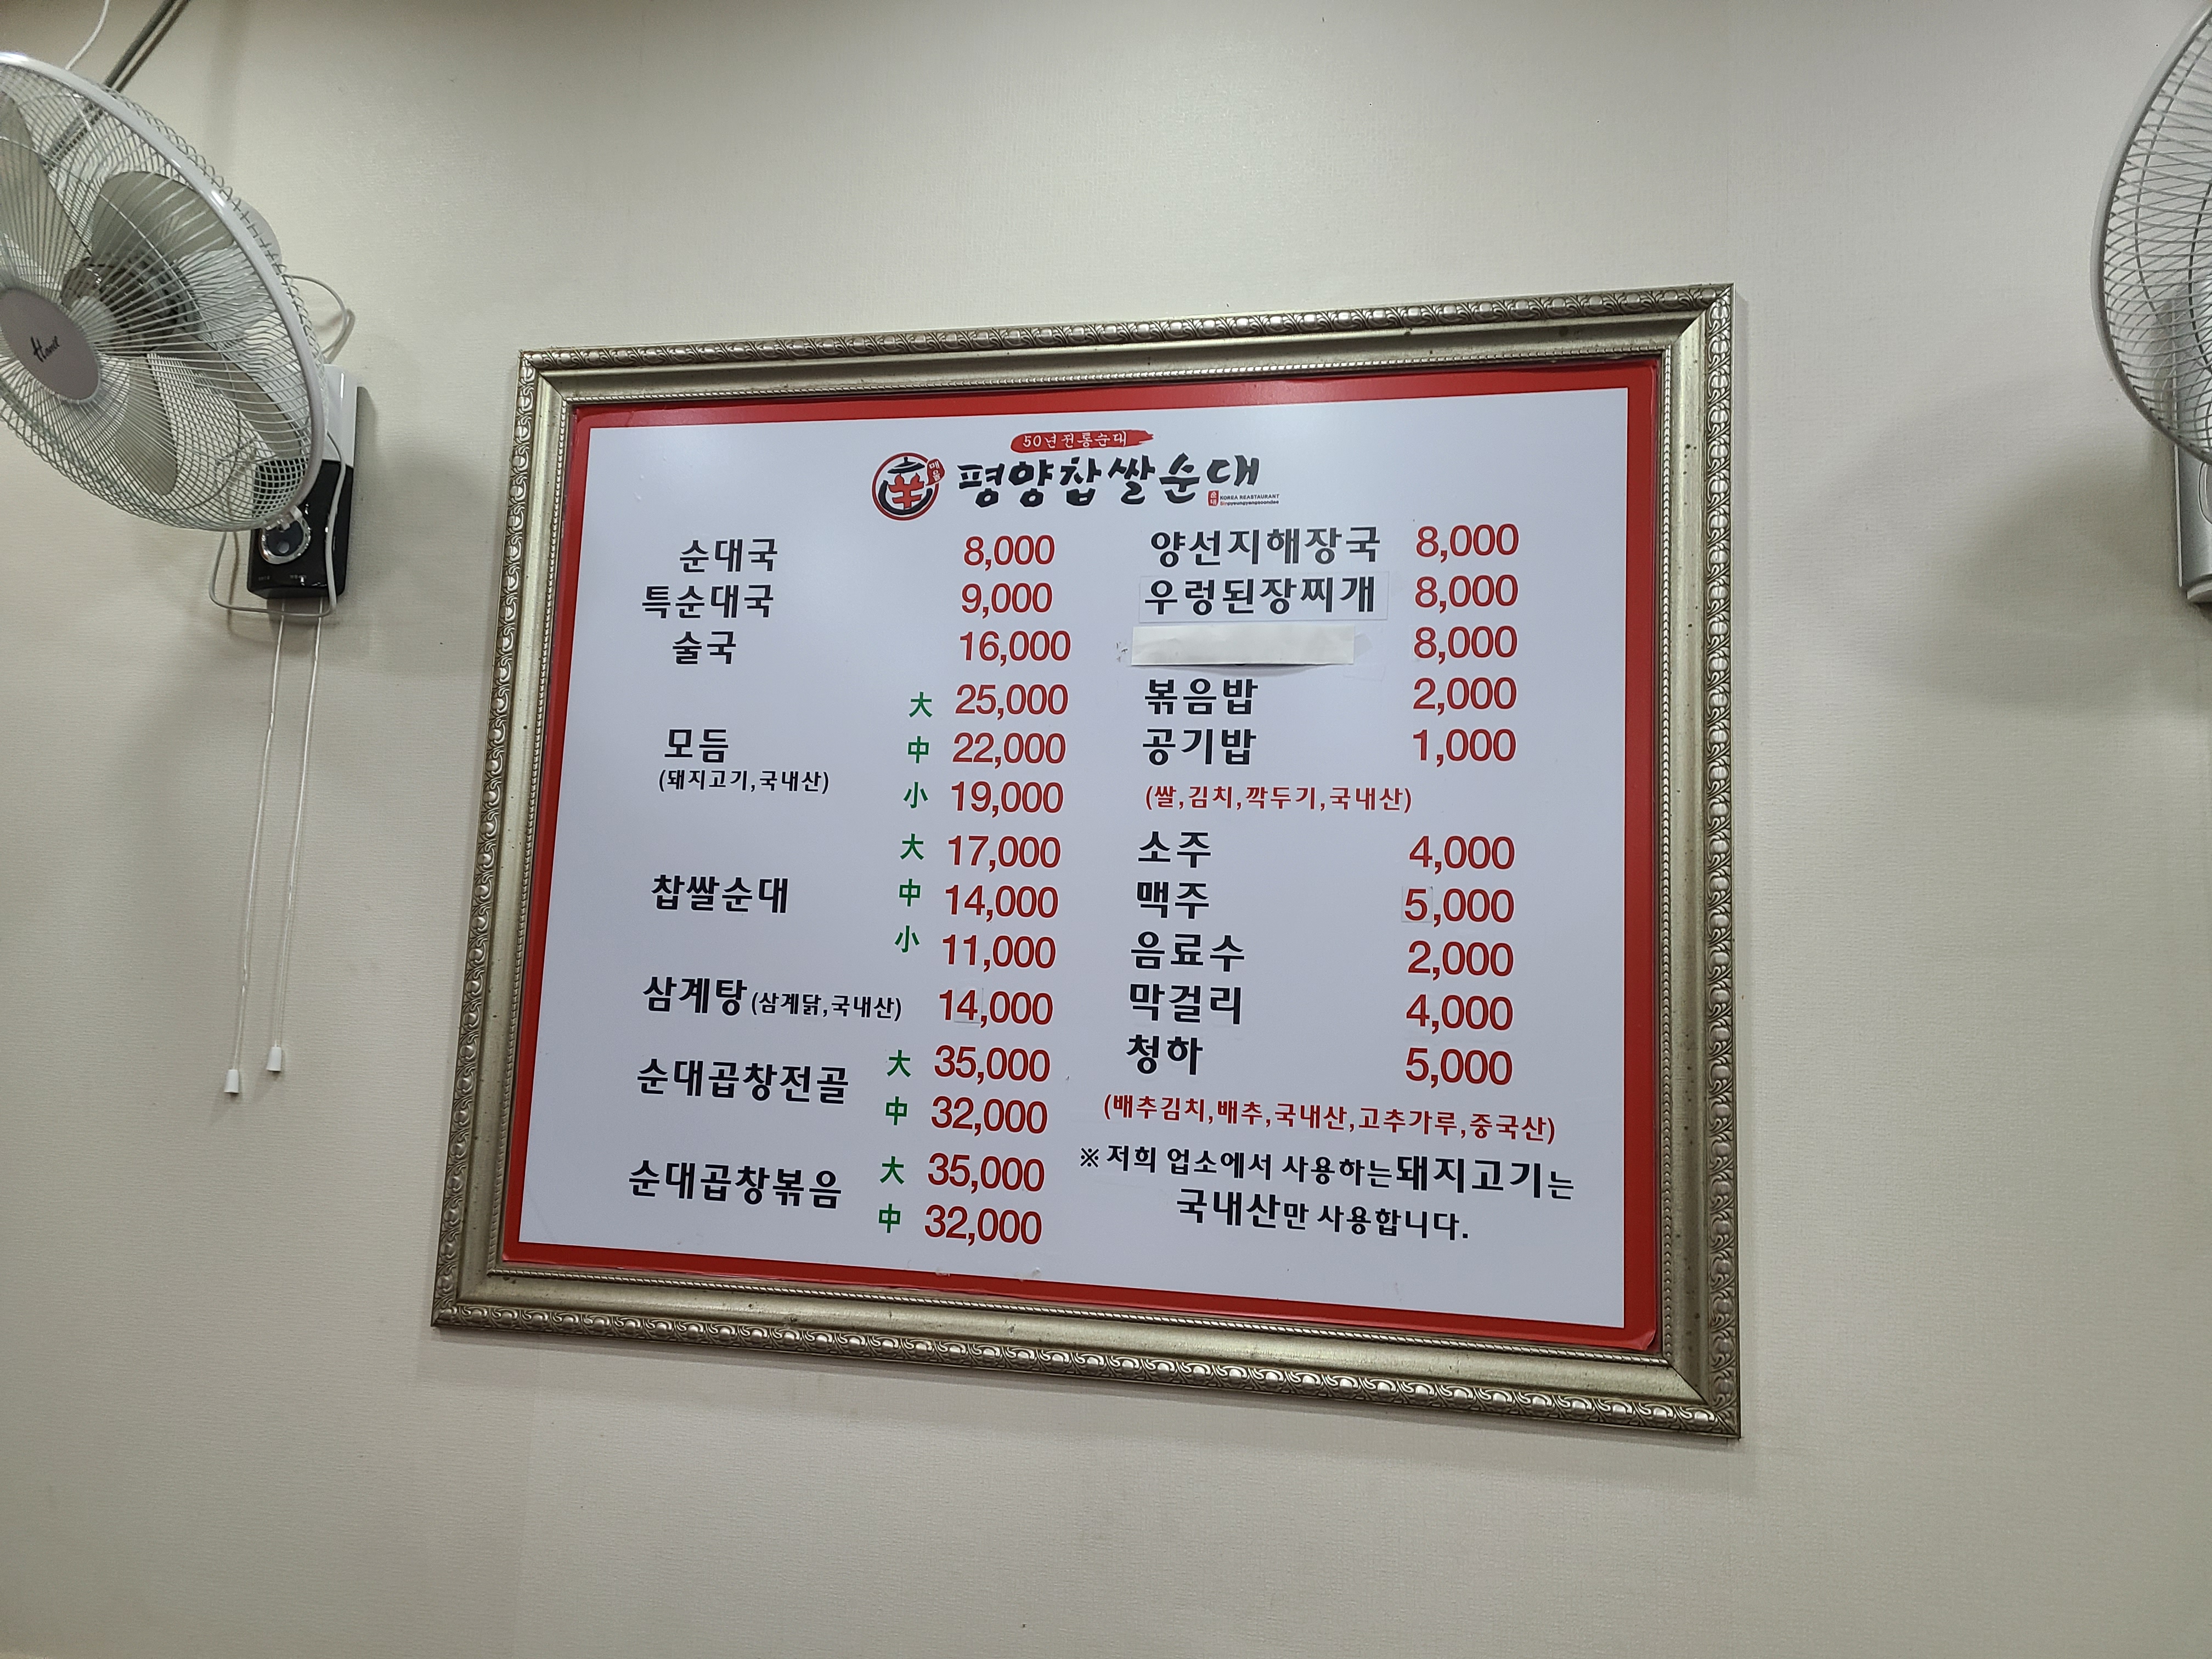 50년전통순대
辛 매운
평양찹쌀순대
순대 KOREA REASTAURANT
순대국 8,000
특순대국 9,000
술국 16,000
모듬 大 25,000
中 22,000
(돼지고기,국내산) 小 19,000
大 17,000
찹쌀순대 中 14,000
小 11,000
삼계탕 (삼계닭,국내산) 14,000
순대곱창전골 大 35,000
中 32,000
순대곱창볶음 大 35,000
中 32,000
양선지해장국 8,000
우렁된장찌개 8,000
8,000
볶음밥 2,000
공기밥 1,000
(쌀,김치,깍두기,국내산)
소주 4,000
맥주 5,000
음료수 2,000
막걸리 4,000
청하 5,000
(배추김치,배추,국내산,고추가루,중국산)
※ 저희 업소에서 사용하는돼지고기는
국내산만 사용합니다.
Hanil